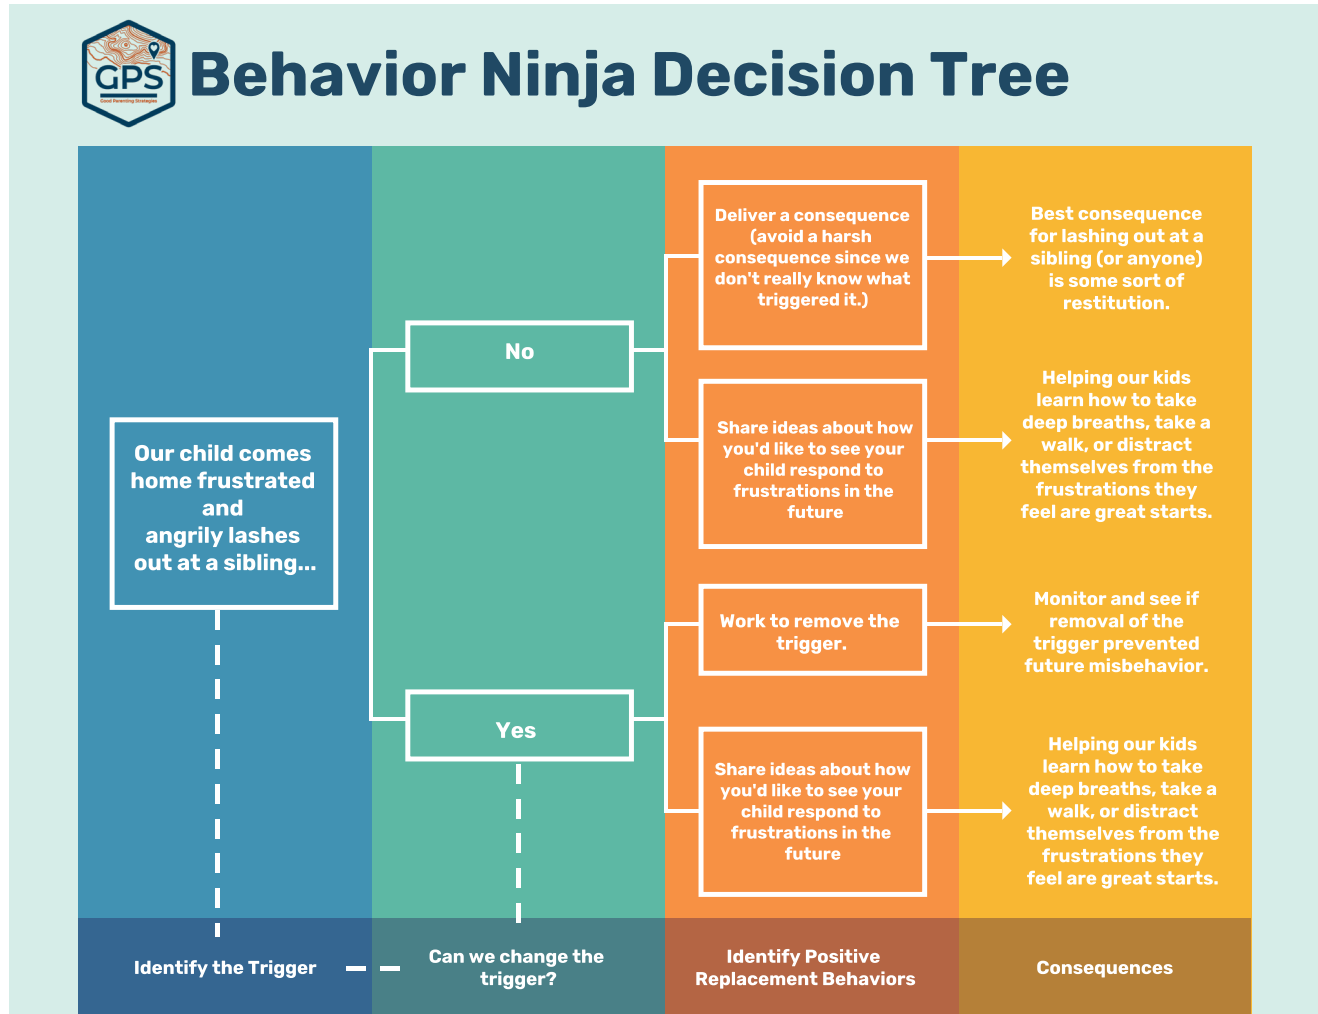 GPS
Good Parenting Strategies
Behavior Ninja Decision Tree
Our child comes
home frustrated
and
angrily lashes
out at a sibling...
No
Yes
Deliver a consequence
(avoid a harsh
consequence since we
don't really know what
triggered it.)
Best consequence
for lashing out at a
sibling (or anyone)
is some sort of
restitution.
Share ideas about how
you'd like to see your
child respond to
frustrations in the
future
Helping our kids
learn how to take
deep breaths, take a
walk, or distract
themselves from the
frustrations they
feel are great starts.
Work to remove the
trigger.
Monitor and see if
removal of the
trigger prevented
future misbehavior.
Share ideas about how
you'd like to see your
child respond to
frustrations in the
future
Helping our kids
learn how to take
deep breaths, take a
walk, or distract
themselves from the
frustrations they
feel are great starts.
Identify the Trigger
Can we change the
trigger?
Identify Positive
Replacement Behaviors
Consequences